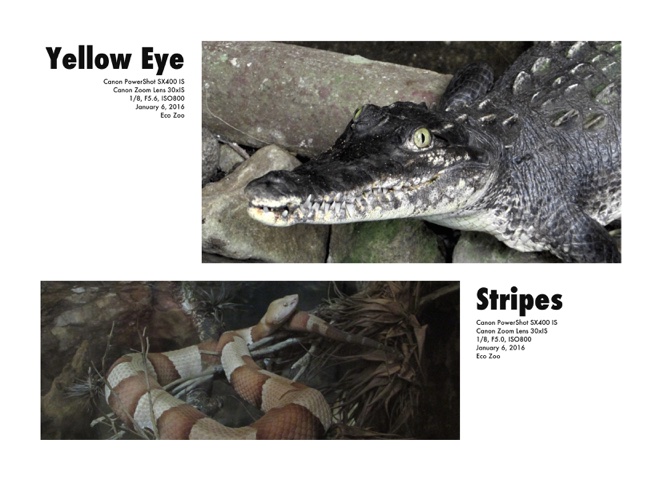 Yellow Eye
Canon PowerShot SX400 IS
Canon Zoom Lens 30xIS
1/8, F5.6, ISO800
January 6, 2016
Eco Zoo
Stripes
Canon PowerShot SX400 IS
Canon Zoom Lens 30xIS
1/8, F5.0, ISO800
January 6, 2016
Eco Zoo